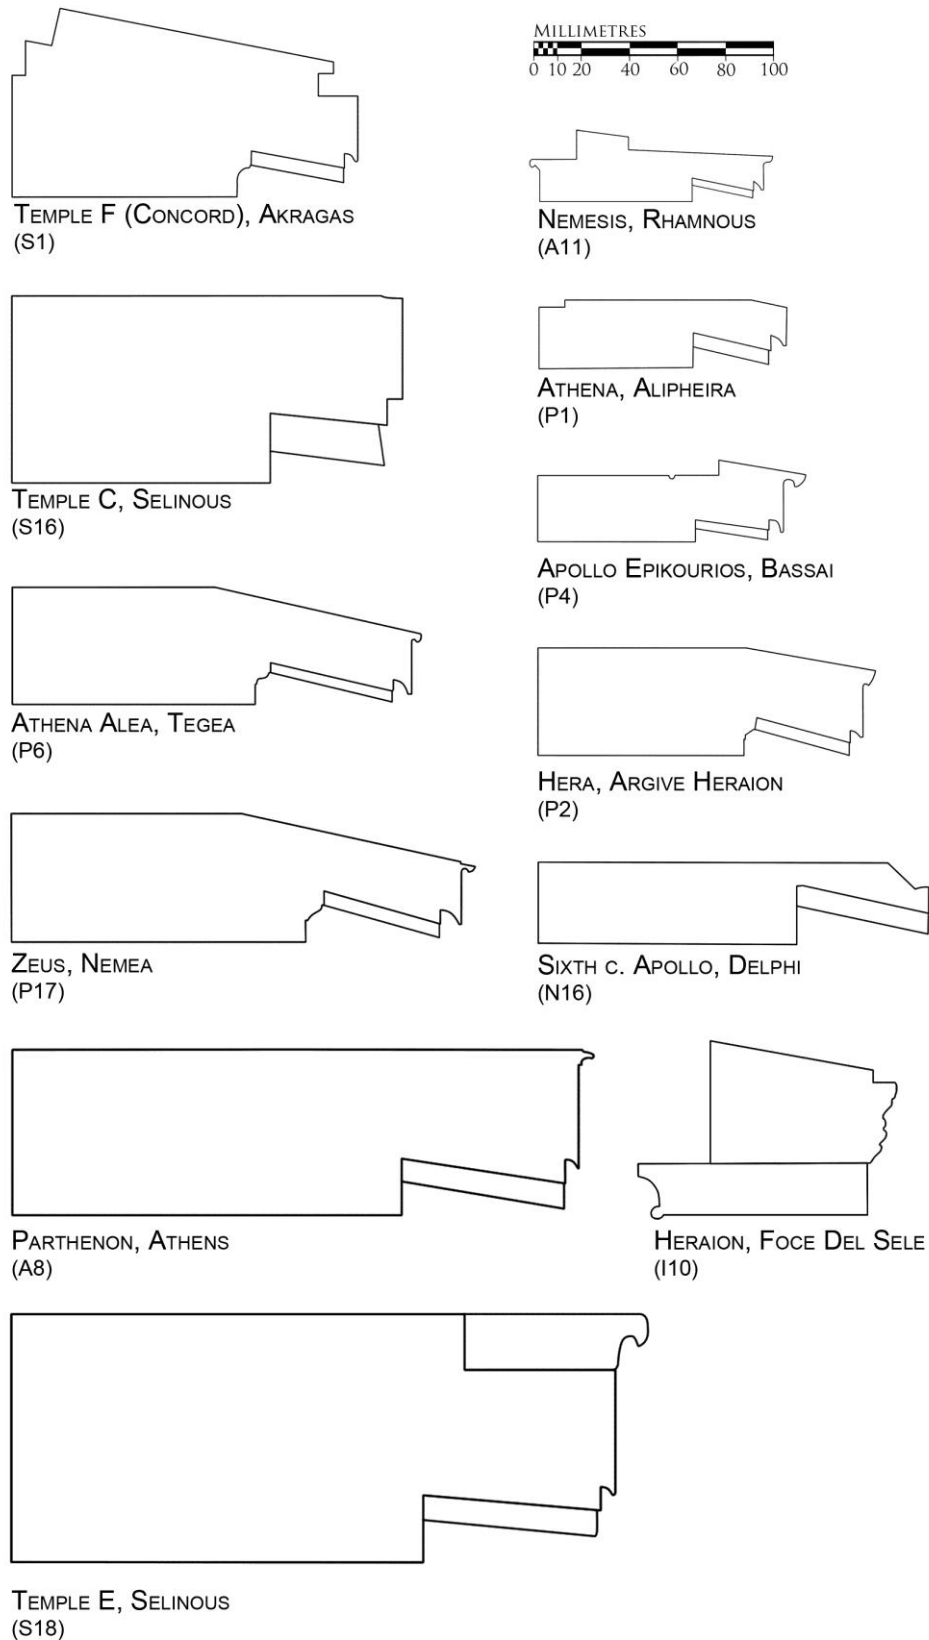 MILLIMETRES
0 10 20 40 60 80 100
TEMPLE F (CONCORD), AKRAGAS
(S1)
NEMESIS, RHAMNOUS
(A11)
ATHENA, ALIPHEIRA
(P1)
TEMPLE C, SELINOUS
(S16)
APOLLO EPIKOURIOS, BASSAI
(P4)
ATHENA ALEA, TEGEA
(P6)
HERA, ARGIVE HERAION
(P2)
ZEUS, NEMEA
(P17)
SIXTH C. APOLLO, DELPHI
(N16)
PARTHENON, ATHENS
(A8)
HERAION, FOCE DEL SELE
(I10)
TEMPLE E, SELINOUS
(S18)